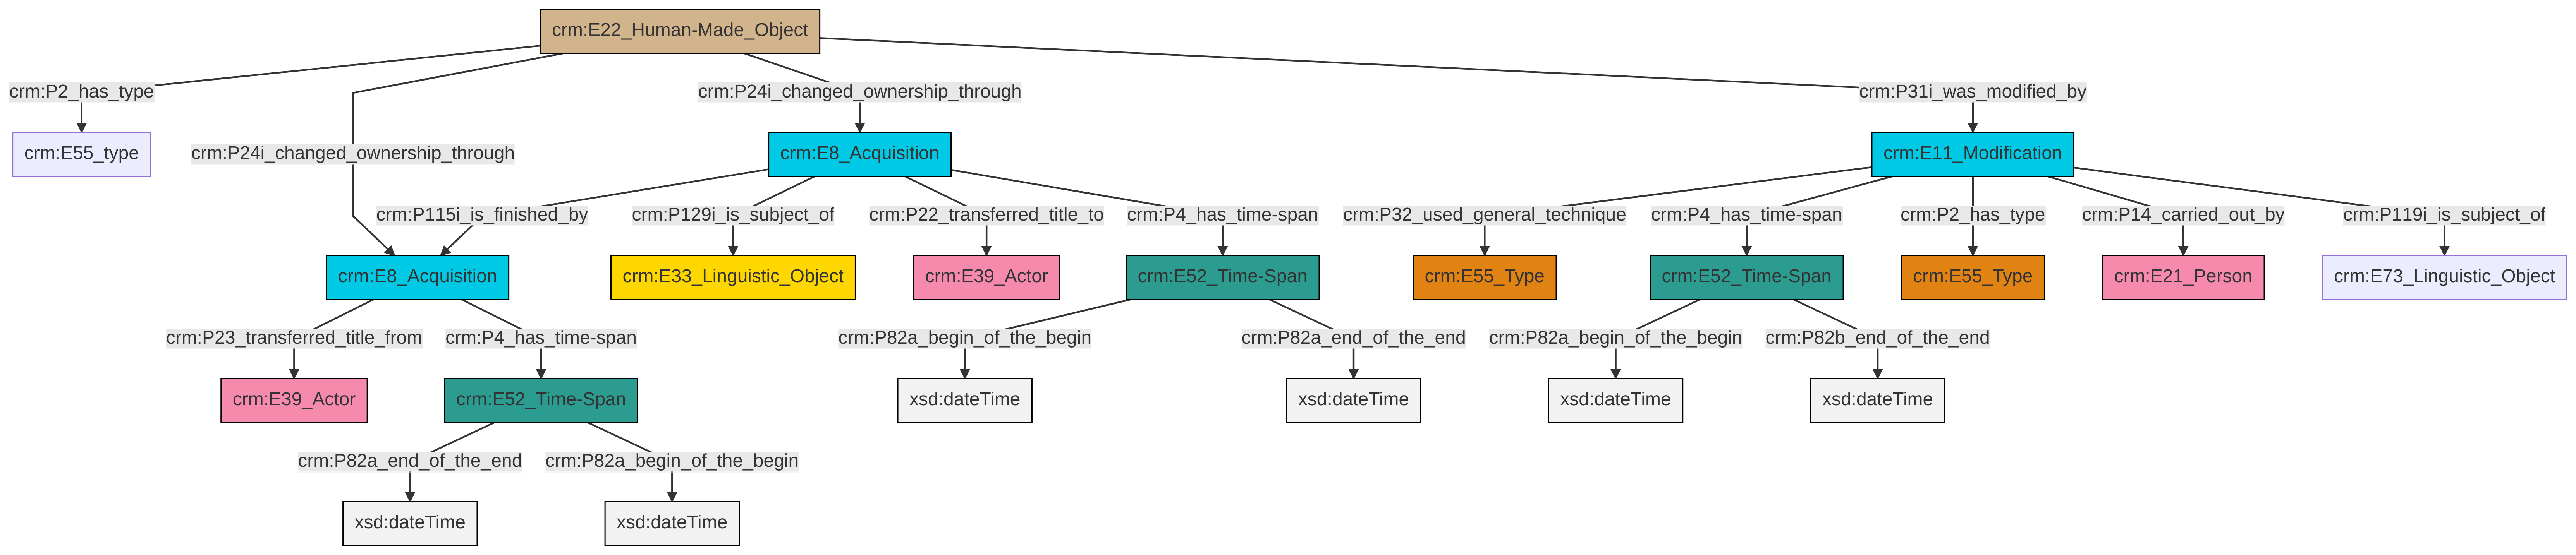 crm:E22_Human-Made_Object
crm:P2_has_type
crm:P24i_changed_ownership_through
crm:P31i_was_modified_by
crm:E55_type
crm:P24i_changed_ownership_through
crm:E8_Acquisition
crm:E11_Modification
crm:P115i_is_finished_by
crm:P129i_is_subject_of
crm:P22_transferred_title_to
crm:P4_has_time-span
crm:P32_used_general_technique
crm:P4_has_time-span
crm:P2_has_type
crm:P14_carried_out_by
crm:P119i_is_subject_of
crm:E8_Acquisition
crm:E33_Linguistic_Object
crm:E39_Actor
crm:E52_Time-Span
crm:E55_Type
crm:E52_Time-Span
crm:E55_Type
crm:E21_Person
crm:E73_Linguistic_Object
crm:P23_transferred_title_from
crm:P4_has_time-span
crm:P82a_begin_of_the_begin
crm:P82a_end_of_the_end
crm:P82a_begin_of_the_begin
crm:P82b_end_of_the_end
crm:E39_Actor
crm:E52_Time-Span
xsd:dateTime
xsd:dateTime
xsd:dateTime
xsd:dateTime
crm:P82a_end_of_the_end
crm:P82a_begin_of_the_begin
xsd:dateTime
xsd:dateTime